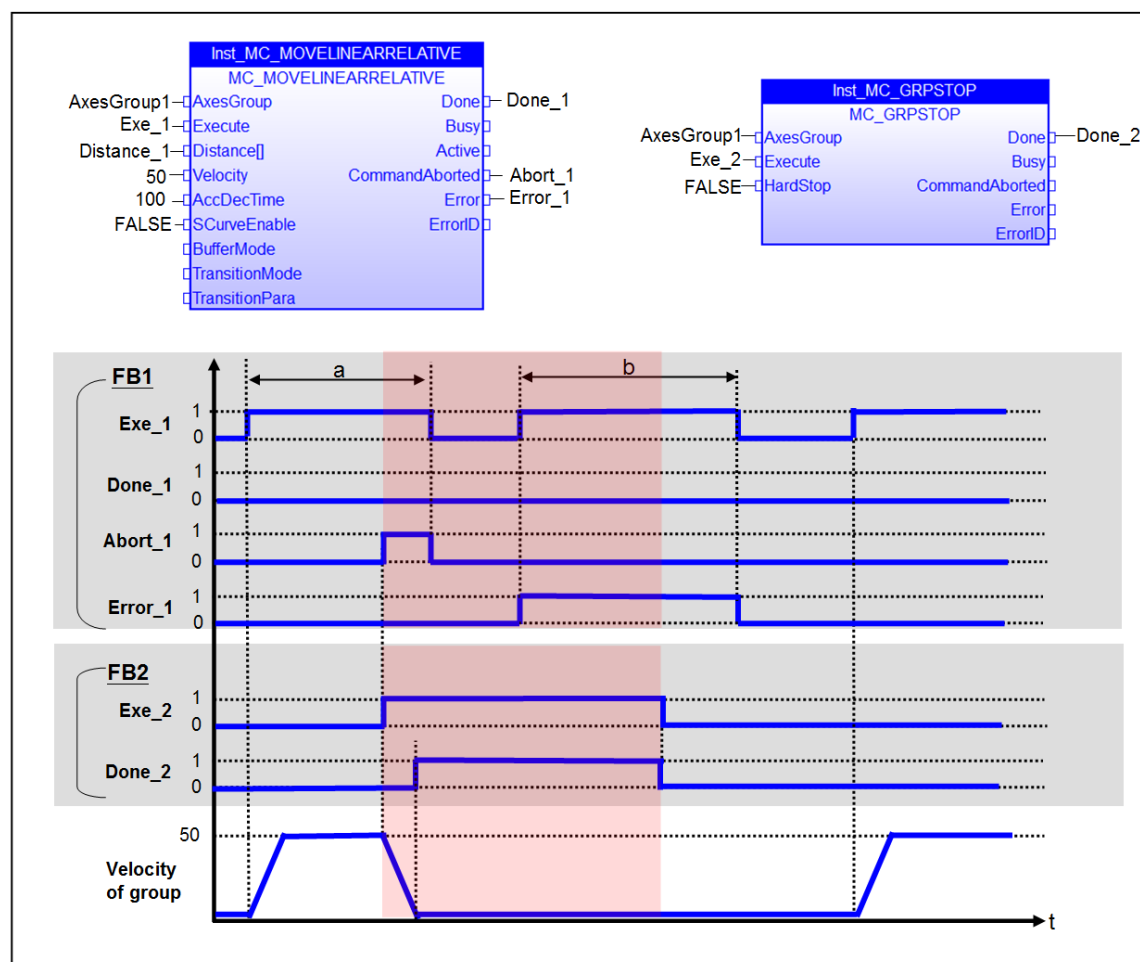 Inst_MC_MOVELINEARRELATIVE
MC_MOVELINEARRELATIVE
AxesGroup1 AxesGroup Done Done_1
Exe_1 Execute Busy
Distance_1 Distance[] Active
50 Velocity CommandAborted Abort_1
100 AccDecTime Error Error_1
FALSE SCurveEnable ErrorID
BufferMode
TransitionMode
TransitionPara
Inst_MC_GRPSTOP
MC_GRPSTOP
AxesGroup1 AxesGroup Done Done_2
Exe_2 Execute Busy
FALSE HardStop CommandAborted
Error
ErrorID
FB1
a
b
Exe_1
1
0
Done_1
1
0
Abort_1
1
0
Error_1
1
0
FB2
Exe_2
1
0
Done_2
1
0
50
Velocity
of group
t